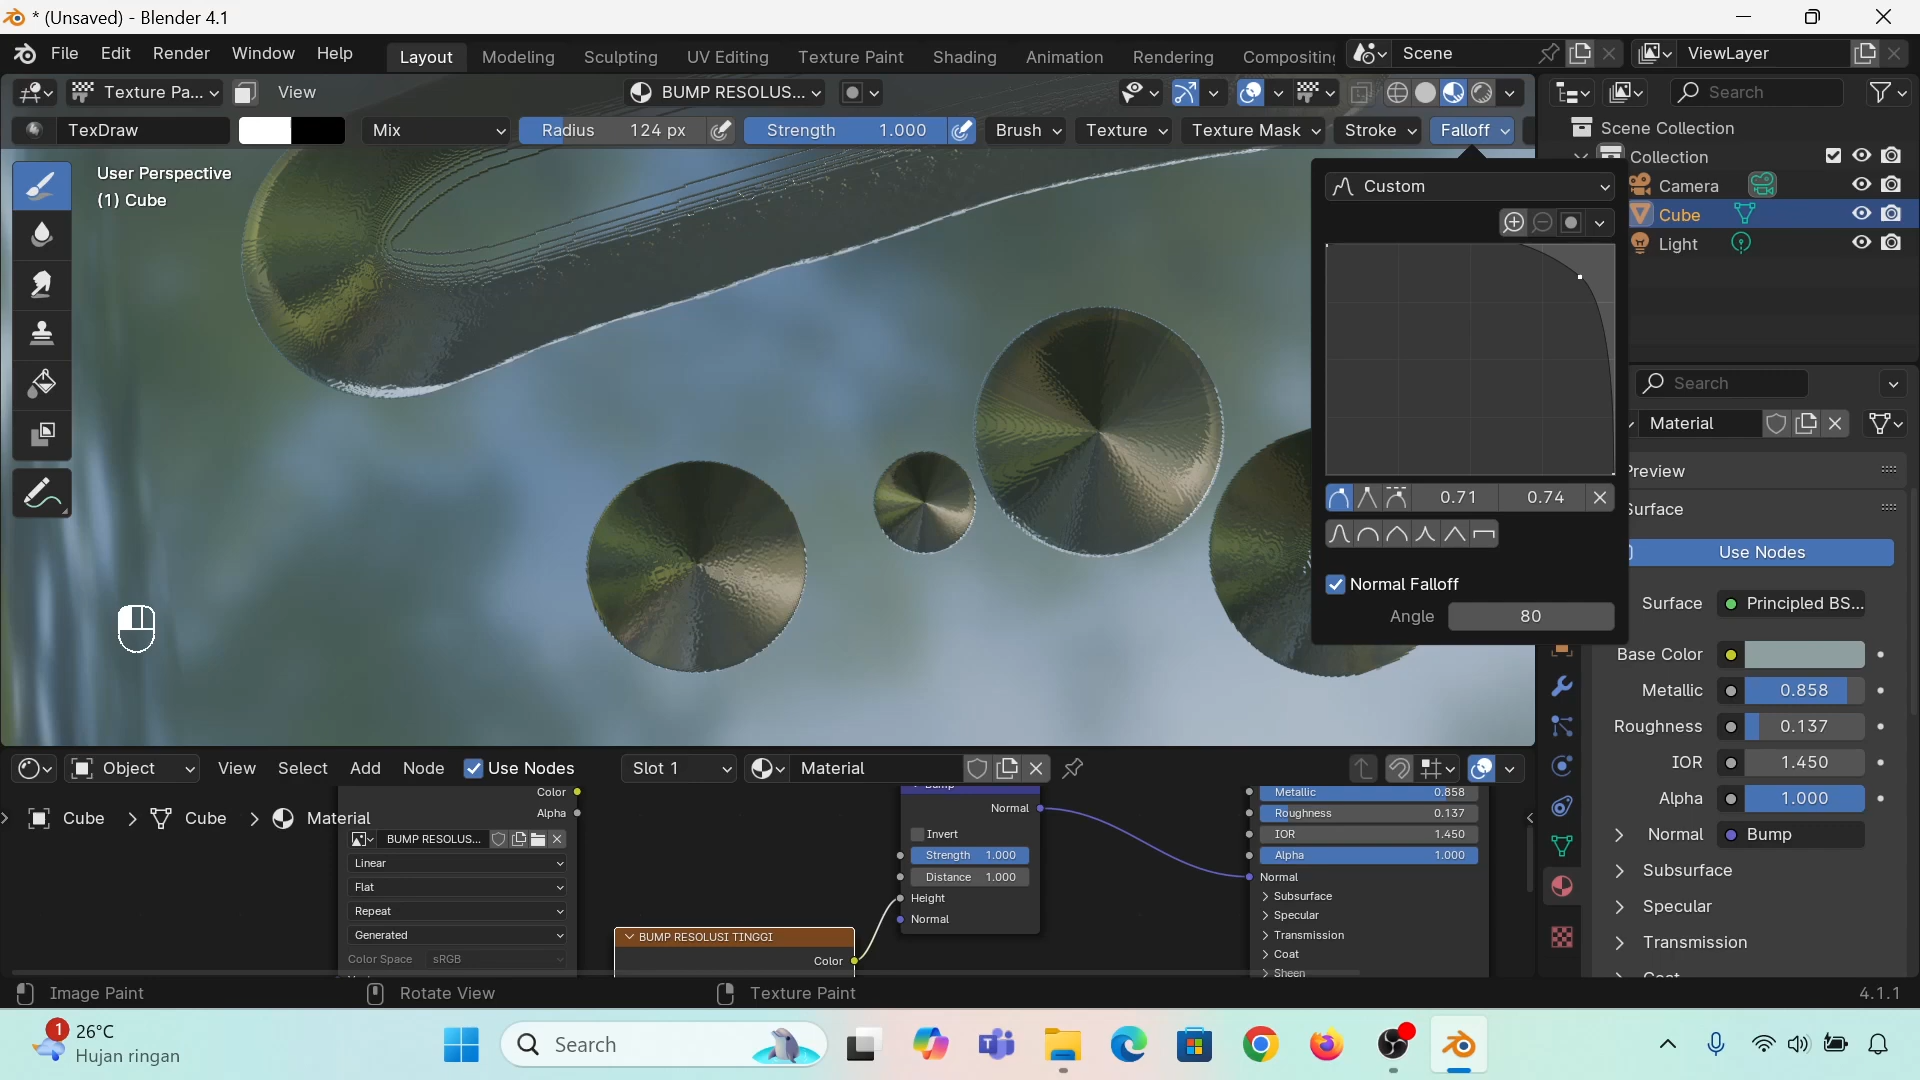 * (Unsaved) - Blender 4.1
File Edit Render Window Help Layout Modeling Sculpting UV Editing Texture Paint Shading Animation Rendering Compositing Scene ViewLayer
Texture Pa... View BUMP RESOLUS... Search
TexDraw Mix Radius 124 px Strength 1.000 Brush Texture Texture Mask Stroke Falloff
Scene Collection
Collection
Camera
Cube
Light
User Perspective
(1) Cube
Custom
0.71 0.74
Normal Falloff
Angle 80
Search
Material
Preview
Surface
Use Nodes
Surface Principled BS...
Base Color
Metallic 0.858
Roughness 0.137
IOR 1.450
Alpha 1.000
Normal Bump
Subsurface
Specular
Transmission
Coat
Object View Select Add Node Use Nodes Slot 1 Material
Cube Cube Material
Color
Alpha
BUMP RESOLUS...
Linear
Flat
Repeat
Generated
Color Space sRGB
BUMP RESOLUSI TINGGI
Color
Bump
Normal
Invert
Strength 1.000
Distance 1.000
Height
Normal
Metallic 0.858
Roughness 0.137
IOR 1.450
Alpha 1.000
Normal
Subsurface
Specular
Transmission
Coat
Sheen
Image Paint Rotate View Texture Paint 4.1.1
1
26°C
Hujan ringan
Search